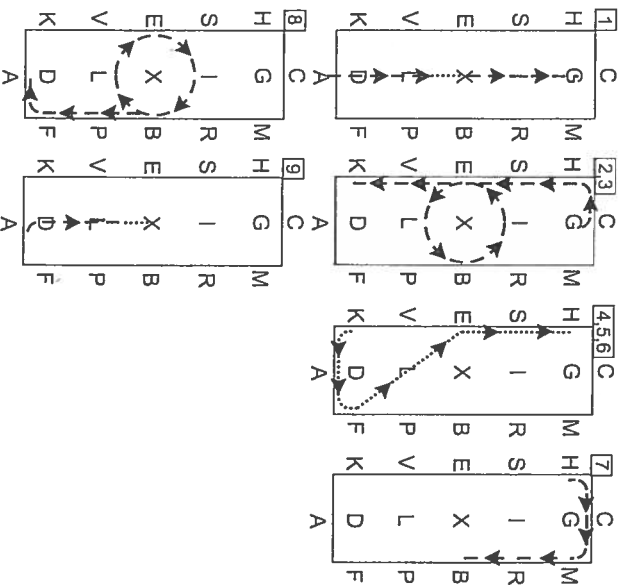 1 C
H G M
S I R
E X B
V L P
K D F
A
2,3 C
H G M
S I R
E X B
V L P
K D F
A
4,5,6 C
H G M
S I R
E X B
V L P
K D F
A
7 C
H G M
S I R
E X B
V L P
K D F
A
8 C
H G M
S I R
E X B
V L P
K D F
A
9 C
H G M
S I R
E X B
V L P
K D F
A